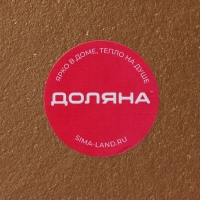 ЯРКО В ДОМЕ, ТЕПЛО НА ДУШЕ
ДОЛЯНА
SIMA-LAND.RU